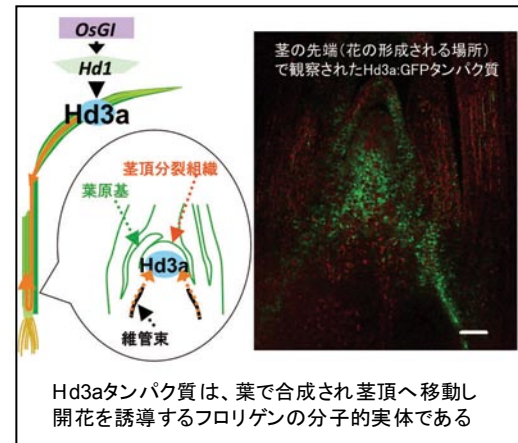 OsGI
Hd1
Hd3a
茎頂分裂組織
葉原基
Hd3a
維管束
茎の先端(花の形成される場所)
で観察されたHd3a:GFPタンパク質
Hd3aタンパク質は、葉で合成され茎頂へ移動し
開花を誘導するフロリゲンの分子的実体である